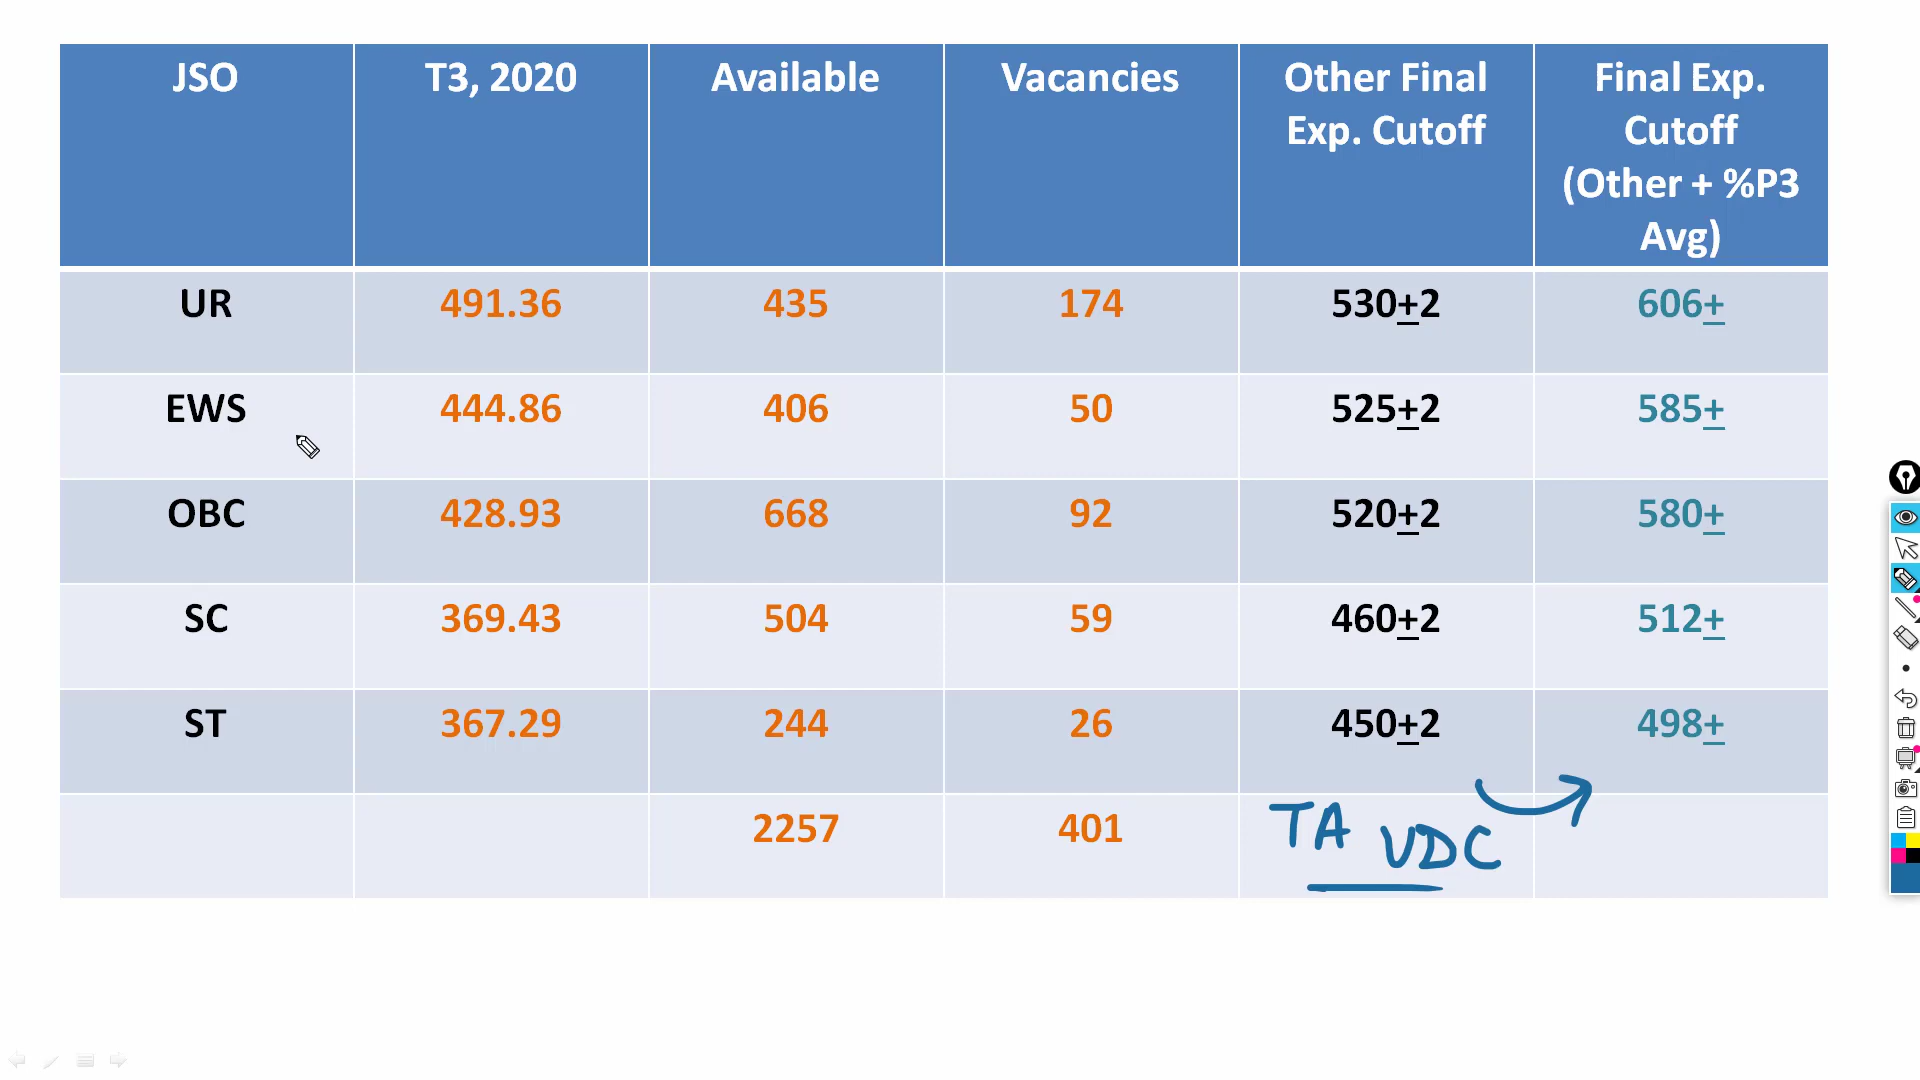 JSO T3, 2020 Available Vacancies Other Final Final Exp.
Exp. Cutoff Cutoff
(Other + %P3
Avg)
UR 491.36 435 174 530±2 606±
EWS 444.86 406 50 525±2 585±
OBC 428.93 668 92 520±2 580±
SC 369.43 504 59 460±2 512±
ST 367.29 244 26 450±2 498±
2257 401 TA UDC